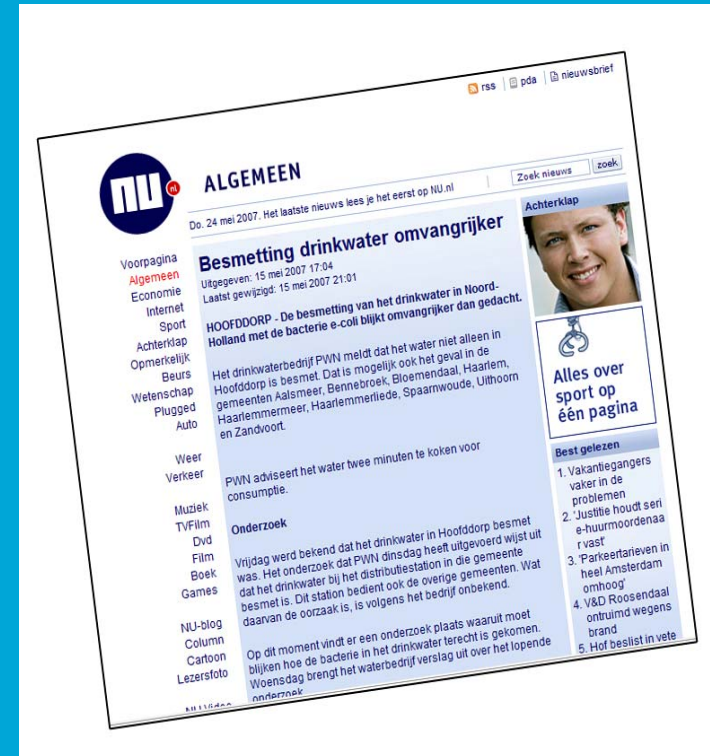 rss | pda | nieuwsbrief
nu
nl
ALGEMEEN
Do. 24 mei 2007. Het laatste nieuws lees je het eerst op NU.nl
Zoek nieuws
zoek
Voorpagina
Algemeen
Economie
Internet
Sport
Achterklap
Opmerkelijk
Beurs
Wetenschap
Plugged
Auto
Weer
Verkeer
Muziek
TVFilm
Dvd
Film
Boek
Games
NU-blog
Column
Cartoon
Lezersfoto
Besmetting drinkwater omvangrijker
Uitgegeven: 15 mei 2007 17:04
Laatst gewijzigd: 15 mei 2007 21:01
HOOFDDORP - De besmetting van het drinkwater in Noord-
Holland met de bacterie e-coli blijkt omvangrijker dan gedacht.
Het drinkwaterbedrijf PWN meldt dat het water niet alleen in
Hoofddorp is besmet. Dat is mogelijk ook het geval in de
gemeenten Aalsmeer, Bennebroek, Bloemendaal, Haarlem,
Haarlemmermeer, Haarlemmerliede, Spaarnwoude, Uithoorn
en Zandvoort.
PWN adviseert het water twee minuten te koken voor
consumptie.
Onderzoek
Vrijdag werd bekend dat het drinkwater in Hoofddorp besmet
was. Het onderzoek dat PWN dinsdag heeft uitgevoerd wijst uit
dat het drinkwater bij het distributiestation in die gemeente
besmet is. Dit station bedient ook de overige gemeenten. Wat
daarvan de oorzaak is, is volgens het bedrijf onbekend.
Op dit moment vindt er een onderzoek plaats waaruit moet
blijken hoe de bacterie in het drinkwater terecht is gekomen.
Woensdag brengt het waterbedrijf verslag uit over het lopende
onderzoek
Achterklap
Alles over
sport op
één pagina
Best gelezen
1. Vakantiegangers
vaker in de
problemen
2. 'Justitie houdt seri
e-huurmoordenaa
r vast'
3. 'Parkeertarieven in
heel Amsterdam
omhoog'
4. V&D Roosendaal
ontruimd wegens
brand
5. Hof beslist in vete